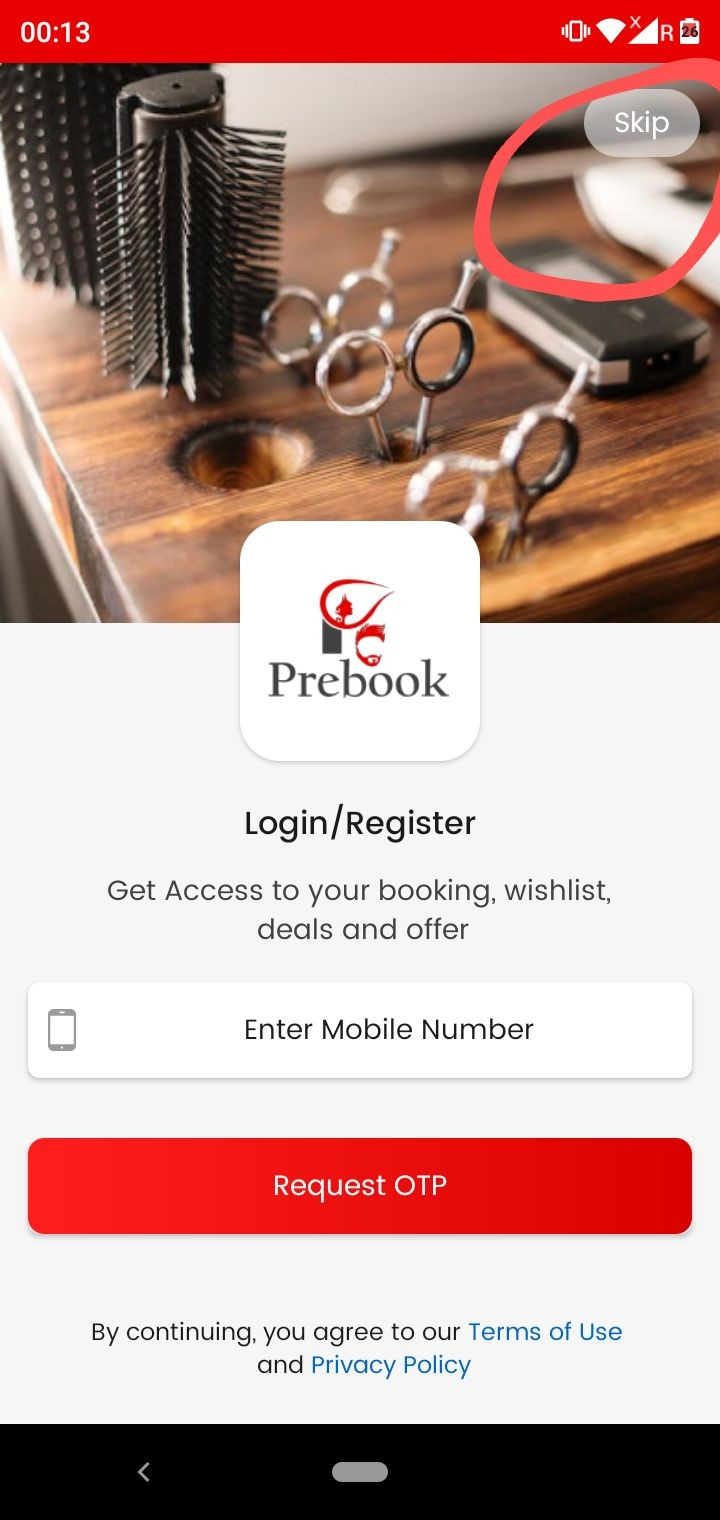 00:13
R 26
Skip
Prebook
Login/Register
Get Access to your booking, wishlist,
deals and offer
Enter Mobile Number
Request OTP
By continuing, you agree to our Terms of Use
and Privacy Policy